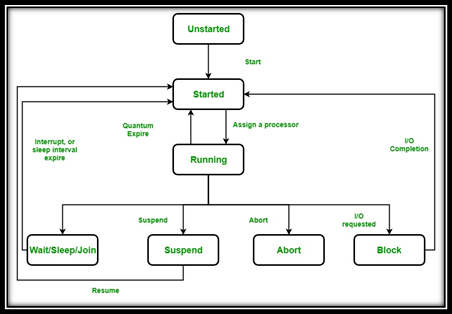 Unstarted
Start
Started
Quantum
Expire
Assign a processor
Interrupt, or
sleep interval
expire
I/O
Completion
Running
Suspend
Abort
I/O
requested
Wait/Sleep/Join
Suspend
Abort
Block
Resume